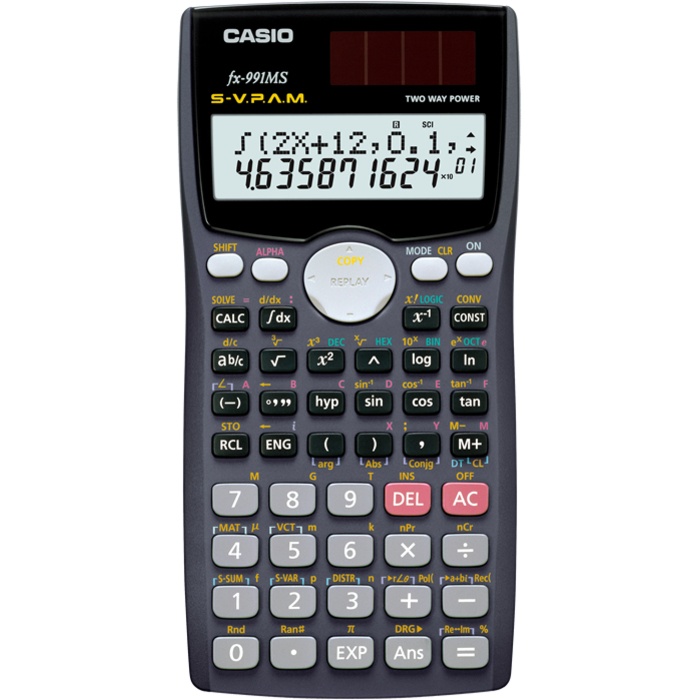 CASIO
fx-991MS
S-V.P.A.M.
TWO WAY POWER
R SCI
∫(2X+12,0.1,
4.635871624×10 01
SHIFT ALPHA COPY REPLAY MODE CLR ON
SOLVE = d/dx : x! LOGIC CONV
CALC ∫dx x⁻¹ CONST
d/c ³√ x³ DEC ˣ√ HEX 10ˣ BIN eˣ OCT e
ab/c √ x² ^ log ln
∠ A ← B C sin⁻¹ D cos⁻¹ E tan⁻¹ F
(−) °,,, hyp sin cos tan
STO ← i X ; Y M− M
RCL ENG ( ) , M+
arg Abs Conjg DT CL
M G T INS OFF
7 8 9 DEL AC
MAT μ VCT m k nPr nCr
4 5 6 × ÷
S-SUM f S-VAR p DISTR n ▶r∠θ Pol( ▶a+bi Rec(
1 2 3 + −
Rnd Ran# π DRG▶ Re↔Im %
0 · EXP Ans =